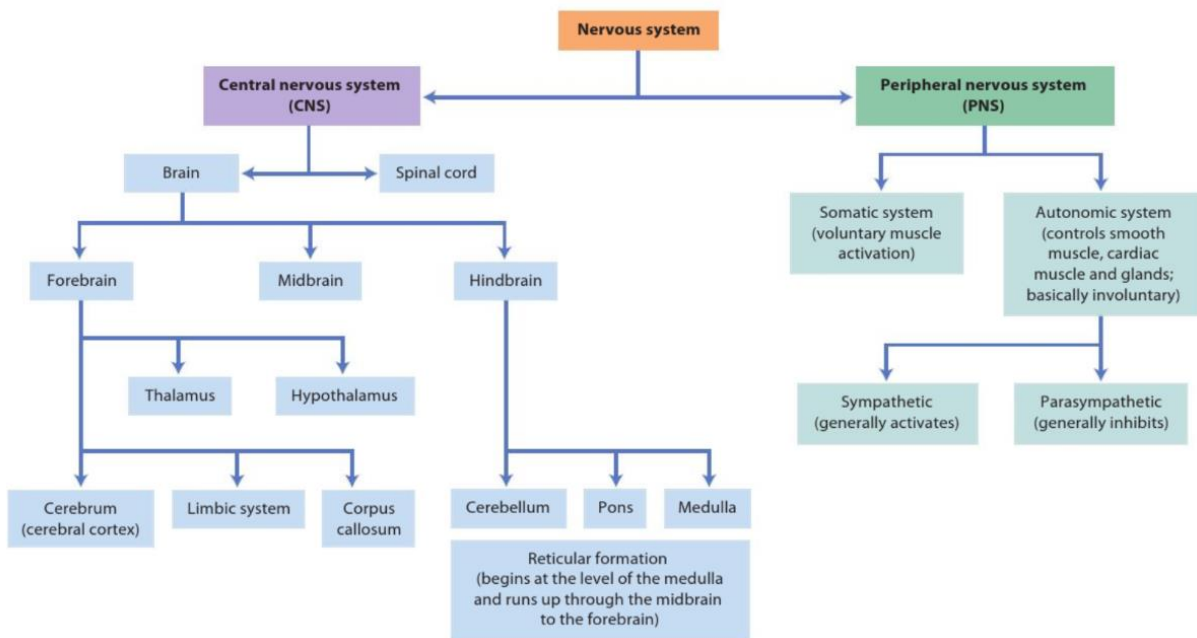 Nervous system
Central nervous system
(CNS)
Peripheral nervous system
(PNS)
Brain
Spinal cord
Somatic system
(voluntary muscle
activation)
Autonomic system
(controls smooth
muscle, cardiac
muscle and glands;
basically involuntary)
Forebrain
Midbrain
Hindbrain
Thalamus
Hypothalamus
Sympathetic
(generally activates)
Parasympathetic
(generally inhibits)
Cerebrum
(cerebral cortex)
Limbic system
Corpus
callosum
Cerebellum
Pons
Medulla
Reticular formation
(begins at the level of the medulla
and runs up through the midbrain
to the forebrain)